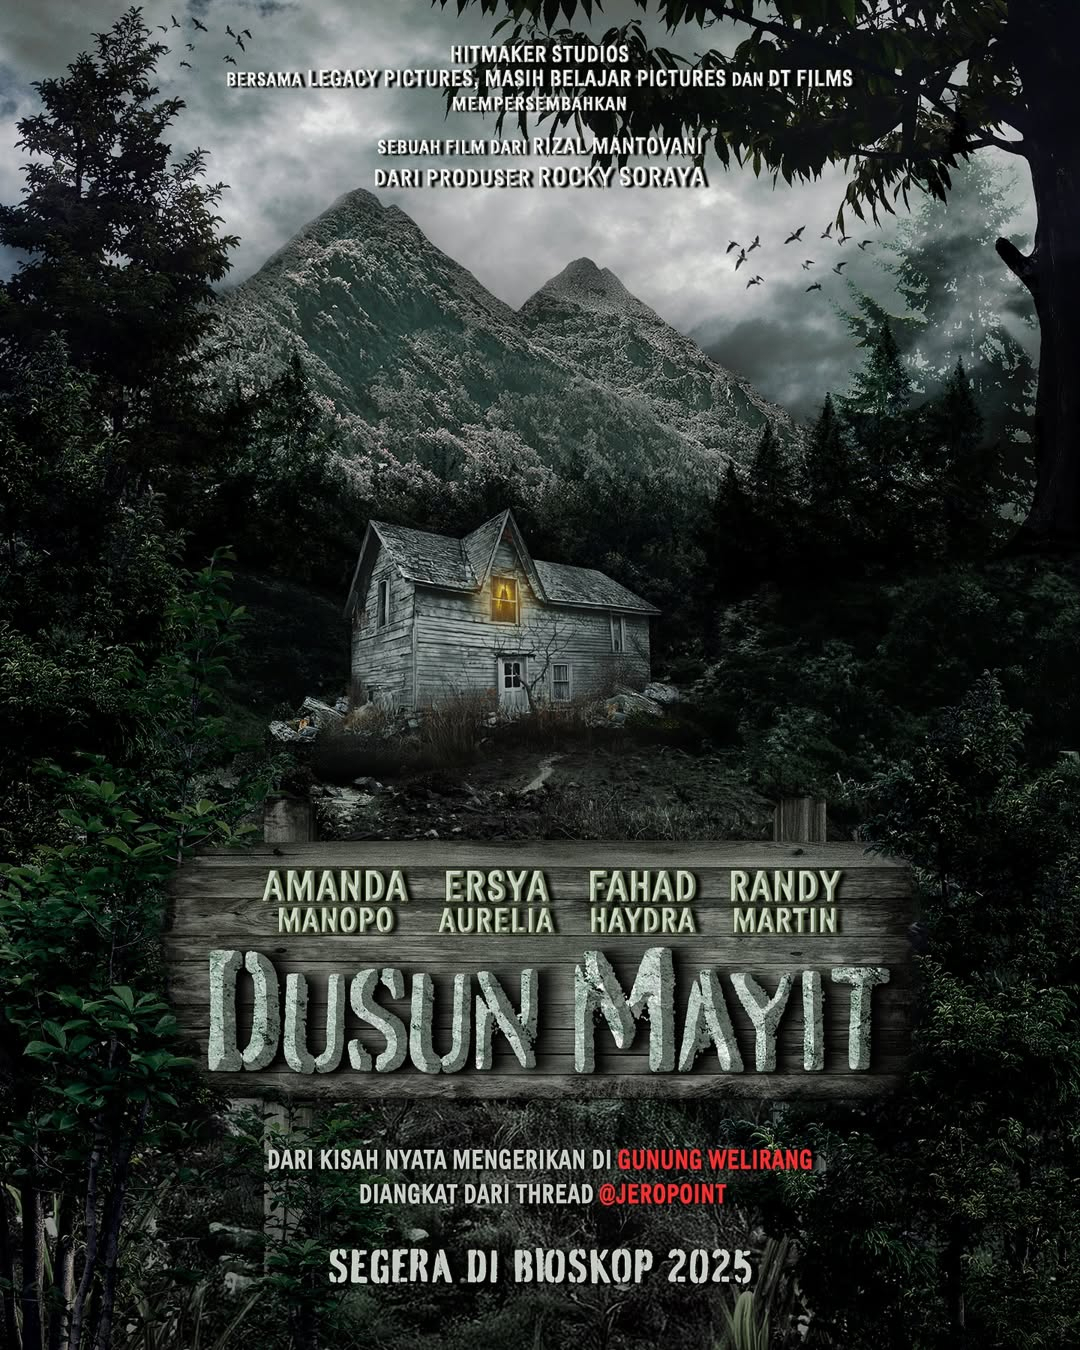 HITMAKER STUDIOS
BERSAMA LEGACY PICTURES, MASIH BELAJAR PICTURES DAN DT FILMS
MEMPERSEMBAHKAN
SEBUAH FILM DARI RIZAL MANTOVANI
DARI PRODUSER ROCKY SORAYA
AMANDA MANOPO
ERSYA AURELIA
FAHAD HAYDRA
RANDY MARTIN
DUSUN MAYIT
DARI KISAH NYATA MENGERIKAN DI GUNUNG WELIRANG
DIANGKAT DARI THREAD @JEROPOINT
SEGERA DI BIOSKOP 2025